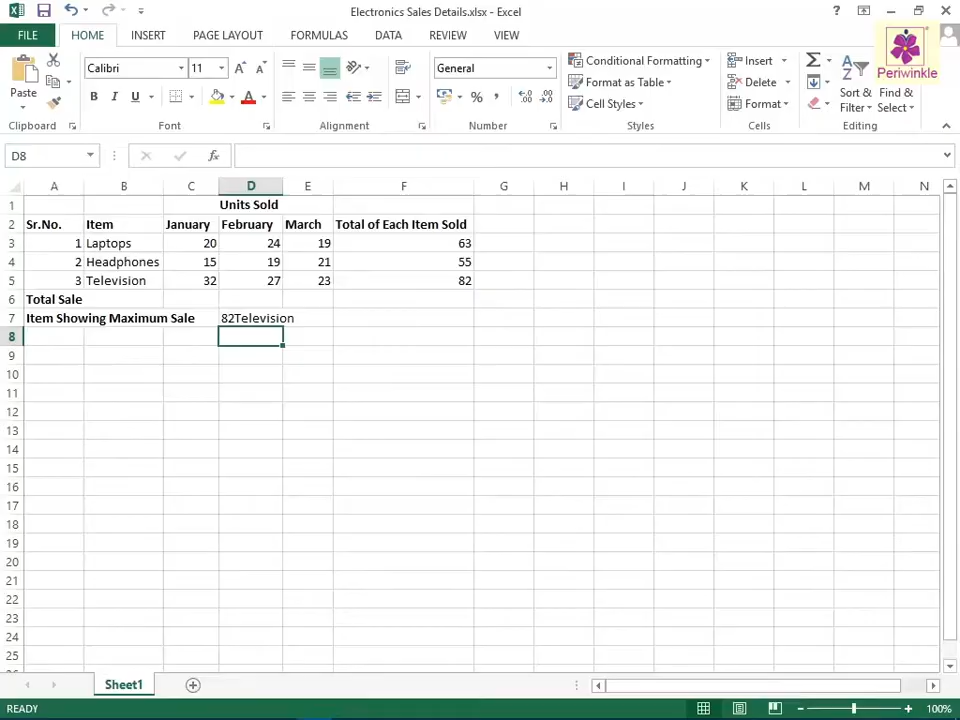 Electronics Sales Details.xlsx - Excel
FILE HOME INSERT PAGE LAYOUT FORMULAS DATA REVIEW VIEW
Paste
Calibri 11
B I U
General
Conditional Formatting
Format as Table
Cell Styles
Insert
Delete
Format
Sort & Filter
Find & Select
Periwinkle
Clipboard Font Alignment Number Styles Cells Editing
D8 fx
A B C D E F G H I J K L M N
1 Units Sold
2 Sr.No. Item January February March Total of Each Item Sold
3 1 Laptops 20 24 19 63
4 2 Headphones 15 19 21 55
5 3 Television 32 27 23 82
6 Total Sale
7 Item Showing Maximum Sale 82Television
8
9
10
11
12
13
14
15
16
17
18
19
20
21
22
23
24
25
Sheet1
READY 100%